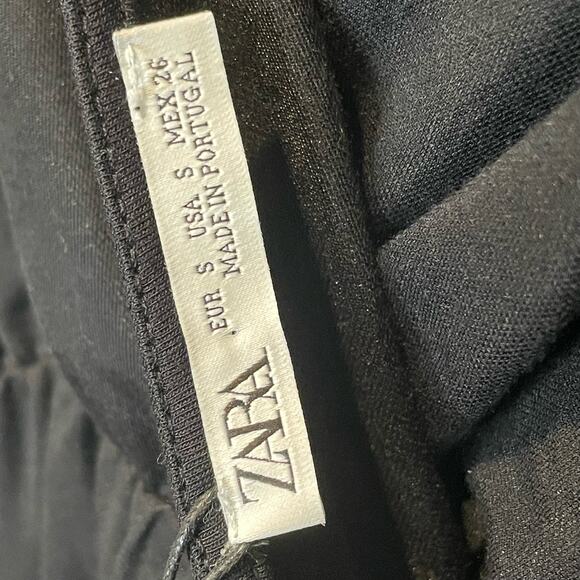 ZARA
EUR S USA S MEX 26
MADE IN PORTUGAL